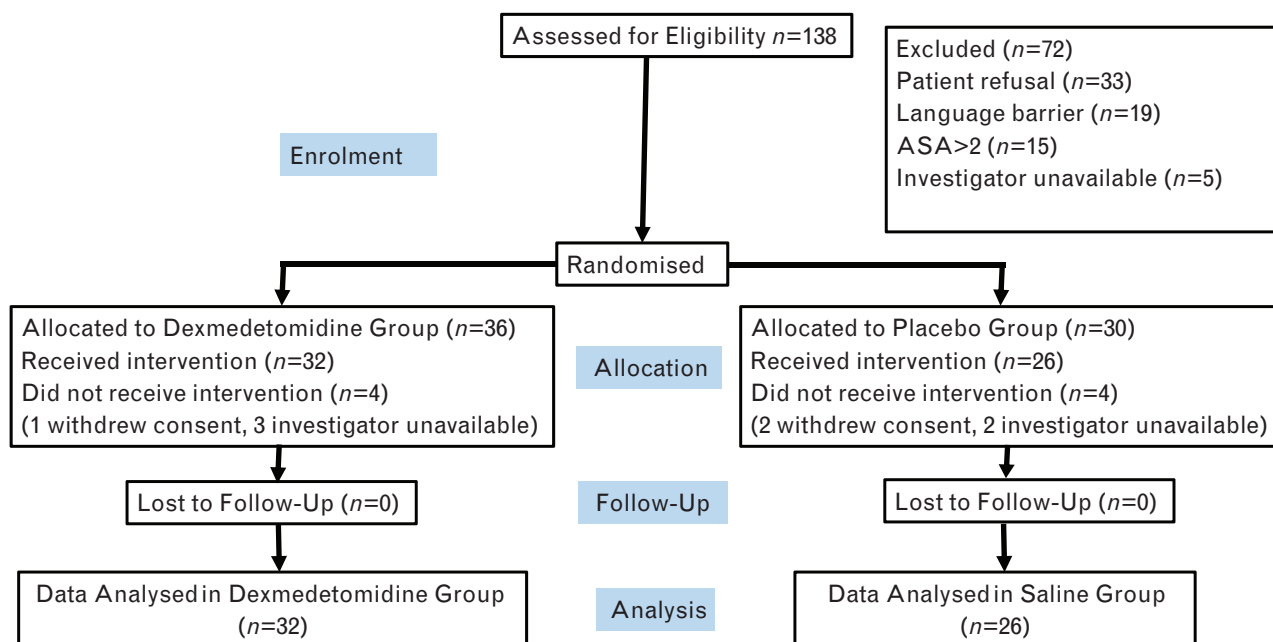 Assessed for Eligibility n=138
Excluded (n=72)
Patient refusal (n=33)
Language barrier (n=19)
ASA>2 (n=15)
Investigator unavailable (n=5)
Enrolment
Randomised
Allocated to Dexmedetomidine Group (n=36)
Received intervention (n=32)
Did not receive intervention (n=4)
(1 withdrew consent, 3 investigator unavailable)
Allocation
Allocated to Placebo Group (n=30)
Received intervention (n=26)
Did not receive intervention (n=4)
(2 withdrew consent, 2 investigator unavailable)
Lost to Follow-Up (n=0)
Follow-Up
Lost to Follow-Up (n=0)
Data Analysed in Dexmedetomidine Group
(n=32)
Analysis
Data Analysed in Saline Group
(n=26)